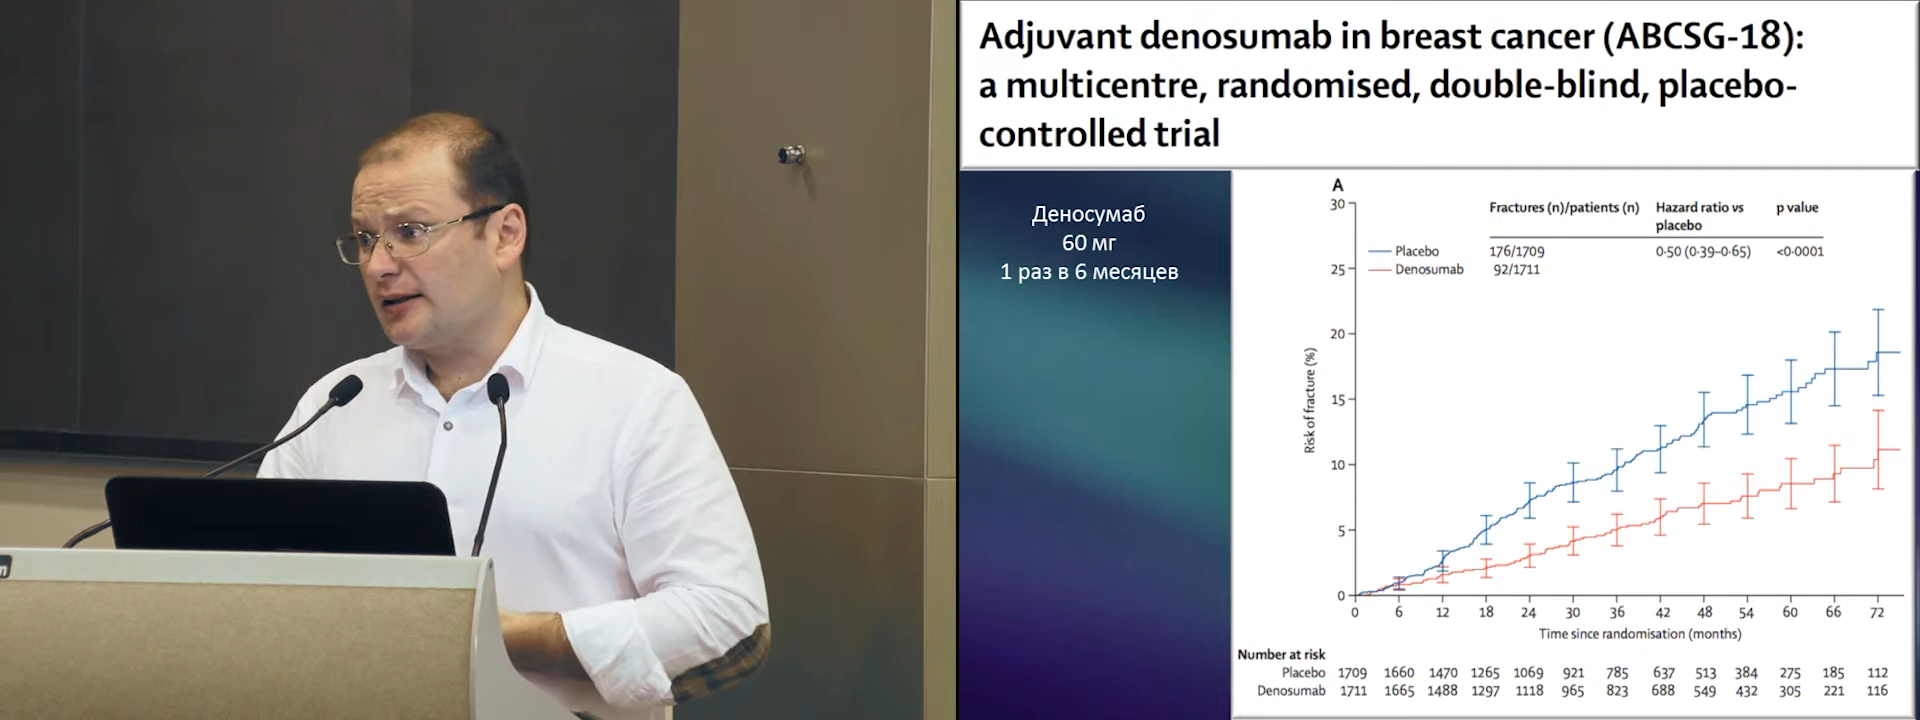 Adjuvant denosumab in breast cancer (ABCSG-18):
a multicentre, randomised, double-blind, placebo-
controlled trial
Деносумаб
60 мг
1 раз в 6 месяцев
A
Fractures (n)/patients (n) Hazard ratio vs placebo p value
Placebo 176/1709 0·50 (0·39–0·65) <0·0001
Denosumab 92/1711
Risk of fracture (%)
30
25
20
15
10
5
0
0 6 12 18 24 30 36 42 48 54 60 66 72
Time since randomisation (months)
Number at risk
Placebo 1709 1660 1470 1265 1069 921 785 637 513 384 275 185 112
Denosumab 1711 1665 1488 1297 1118 965 823 688 549 432 305 221 116